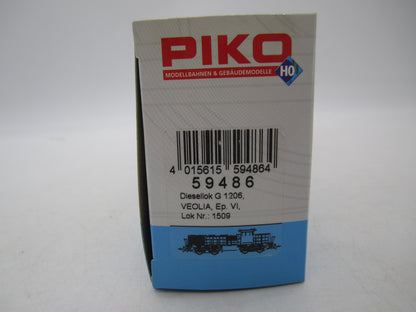 PIKO
MODELLBAHNEN & GEBÄUDEMODELLE
H0
4 015615 594864
59486
Diesellok G 1206,
VEOLIA, Ep. VI,
Lok Nr.: 1509